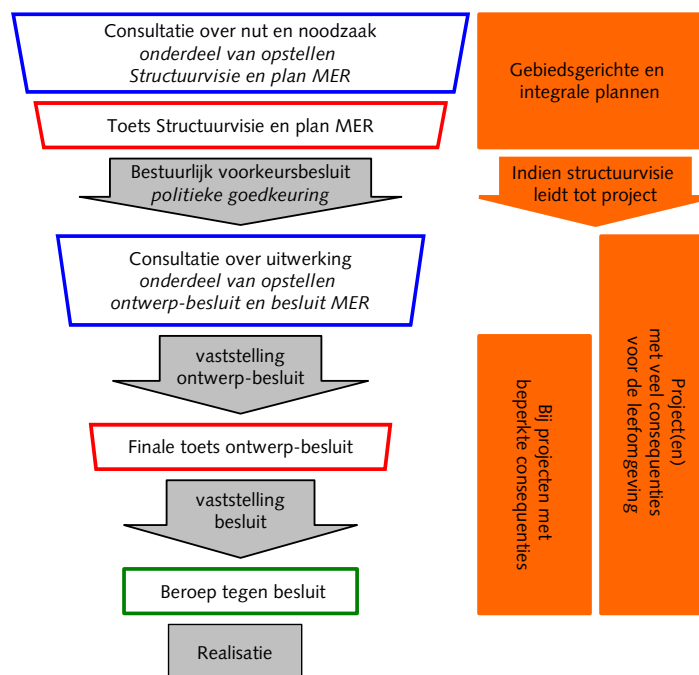 Consultatie over nut en noodzaak
onderdeel van opstellen
Structuurvisie en plan MER
Toets Structuurvisie en plan MER
Bestuurlijk voorkeursbesluit
politieke goedkeuring
Consultatie over uitwerking
onderdeel van opstellen
ontwerp-besluit en besluit MER
vaststelling
ontwerp-besluit
Finale toets ontwerp-besluit
vaststelling
besluit
Beroep tegen besluit
Realisatie
Gebiedsgerichte en
integrale plannen
Indien structuurvisie
leidt tot project
Bij projecten met
beperkte consequenties
Project(en)
met veel consequenties
voor de leefomgeving